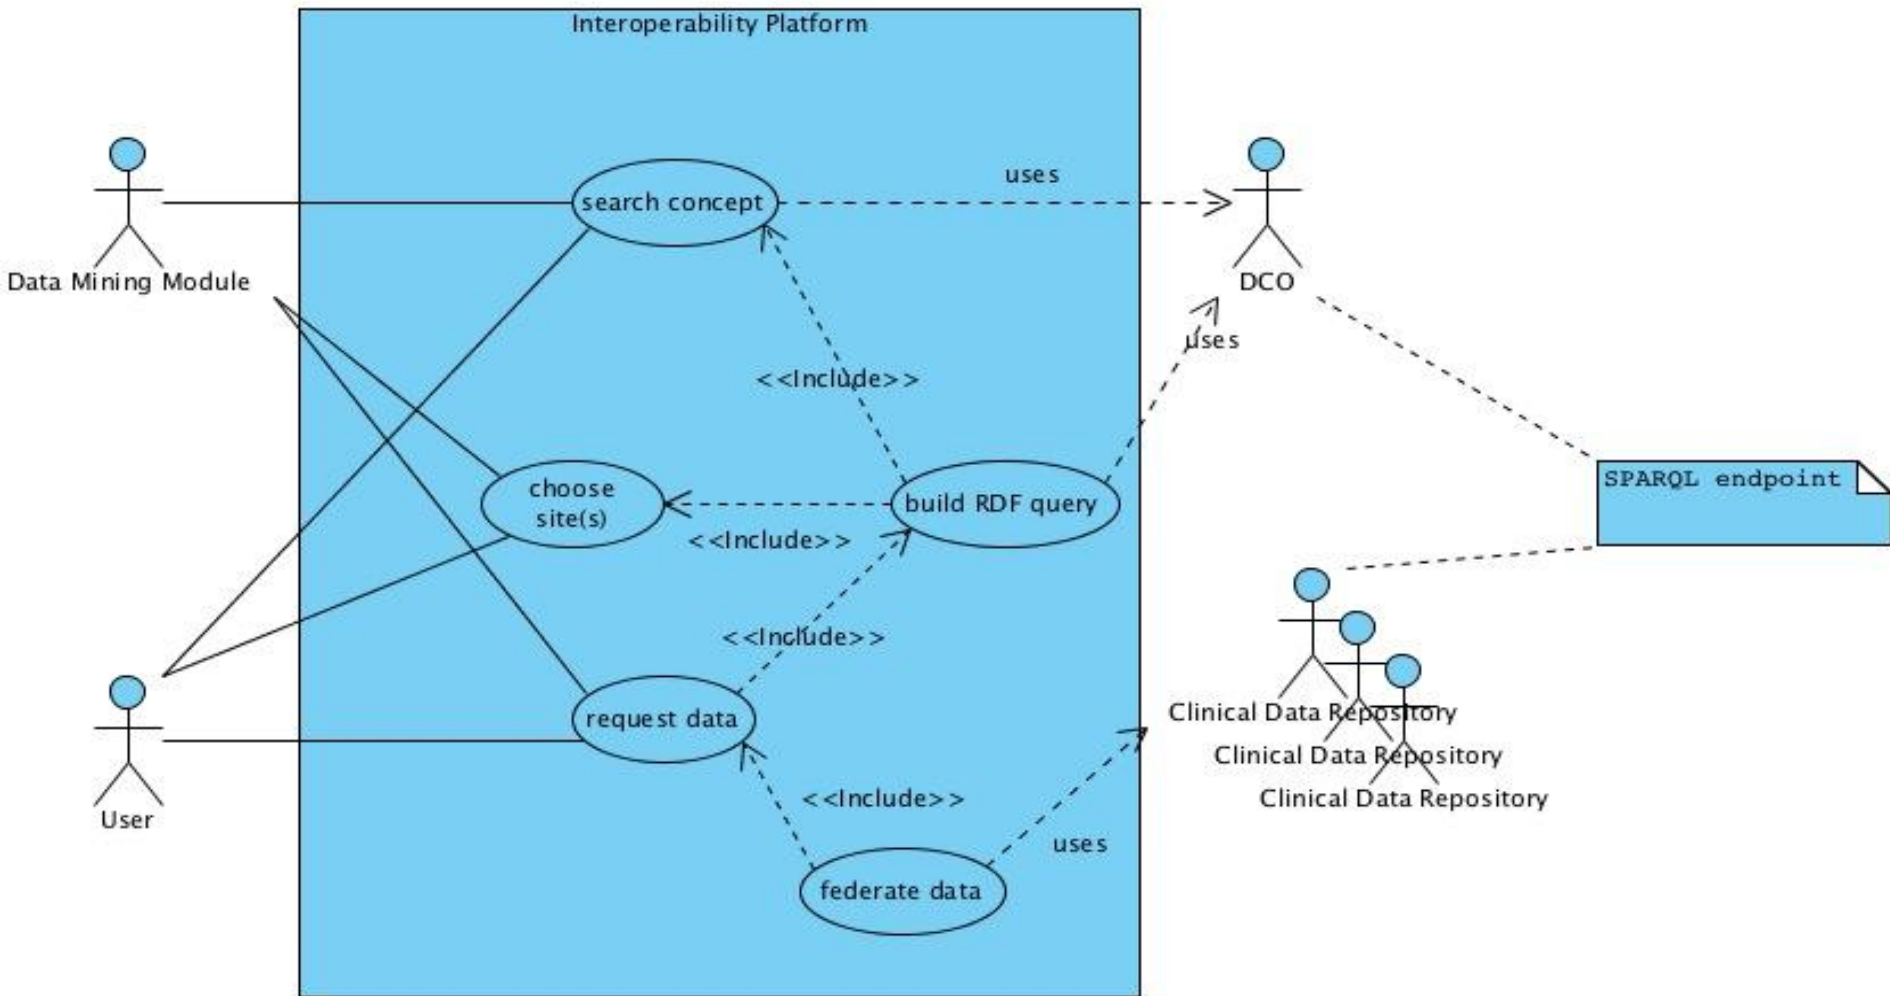 Interoperability Platform
uses
search concept
Data Mining Module
DCO
uses
<<Include>>
SPARQL endpoint
choose
site(s)
build RDF query
<<Include>>
<<Include>>
Clinical Data Repository
request data
Clinical Data Repository
<<Include>>
Clinical Data Repository
User
uses
federate data